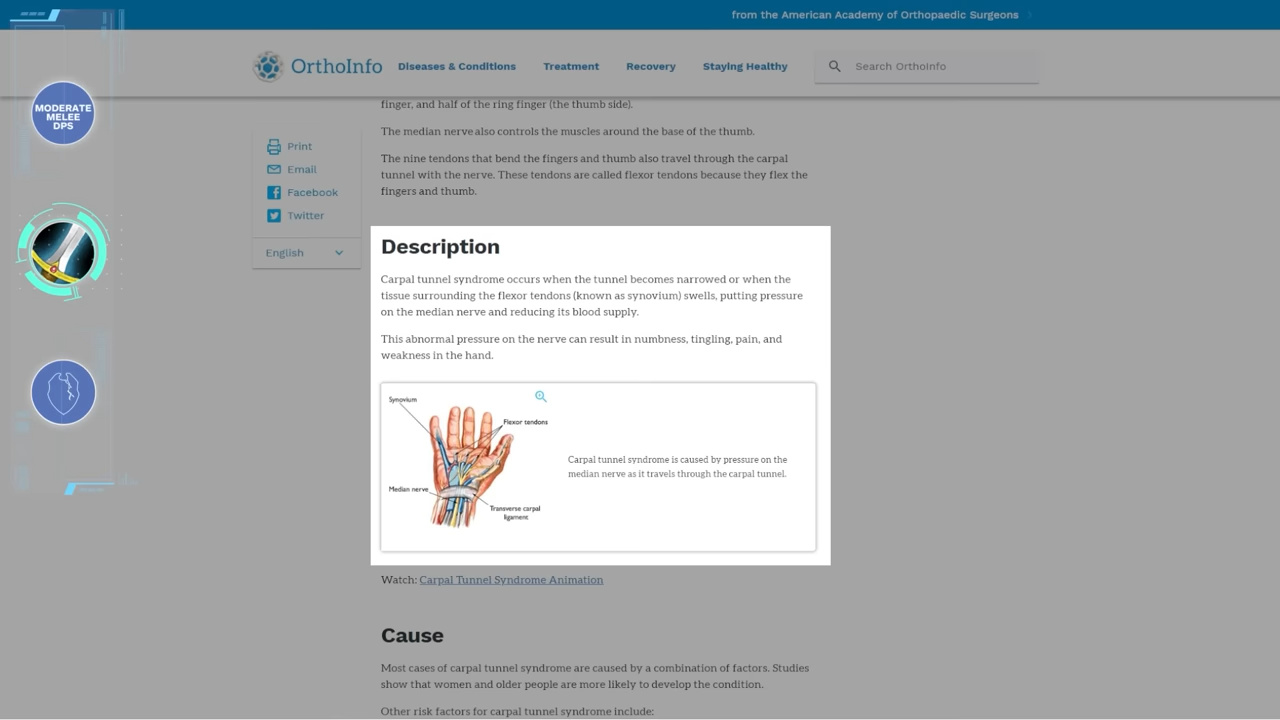 from the American Academy of Orthopaedic Surgeons
OrthoInfo
Diseases & Conditions
Treatment
Recovery
Staying Healthy
Search OrthoInfo
MODERATE
MELEE
DPS
Print
Email
Facebook
Twitter
English
finger, and half of the ring finger (the thumb side).
The median nerve also controls the muscles around the base of the thumb.
The nine tendons that bend the fingers and thumb also travel through the carpal
tunnel with the nerve. These tendons are called flexor tendons because they flex the
fingers and thumb.
Description
Carpal tunnel syndrome occurs when the tunnel becomes narrowed or when the
tissue surrounding the flexor tendons (known as synovium) swells, putting pressure
on the median nerve and reducing its blood supply.
This abnormal pressure on the nerve can result in numbness, tingling, pain, and
weakness in the hand.
Synovium
Flexor tendons
Median nerve
Transverse carpal
ligament
Carpal tunnel syndrome is caused by pressure on the
median nerve as it travels through the carpal tunnel.
Watch: Carpal Tunnel Syndrome Animation
Cause
Most cases of carpal tunnel syndrome are caused by a combination of factors. Studies
show that women and older people are more likely to develop the condition.
Other risk factors for carpal tunnel syndrome include: